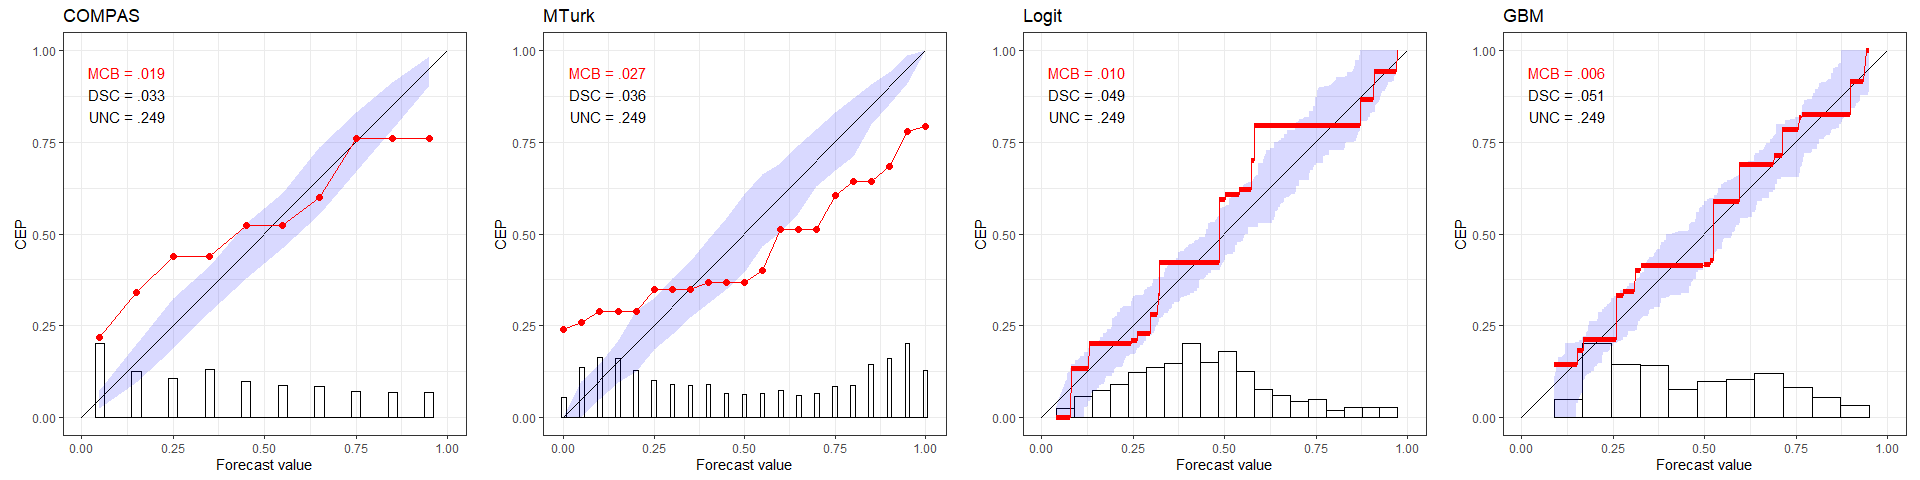 COMPAS
MCB = .019
DSC = .033
UNC = .249
1.00
0.75
0.50
0.25
0.00
CEP
0.00 0.25 0.50 0.75 1.00
Forecast value
MTurk
MCB = .027
DSC = .036
UNC = .249
1.00
0.75
0.50
0.25
0.00
CEP
0.00 0.25 0.50 0.75 1.00
Forecast value
Logit
MCB = .010
DSC = .049
UNC = .249
1.00
0.75
0.50
0.25
0.00
CEP
0.00 0.25 0.50 0.75 1.00
Forecast value
GBM
MCB = .006
DSC = .051
UNC = .249
1.00
0.75
0.50
0.25
0.00
CEP
0.00 0.25 0.50 0.75 1.00
Forecast value